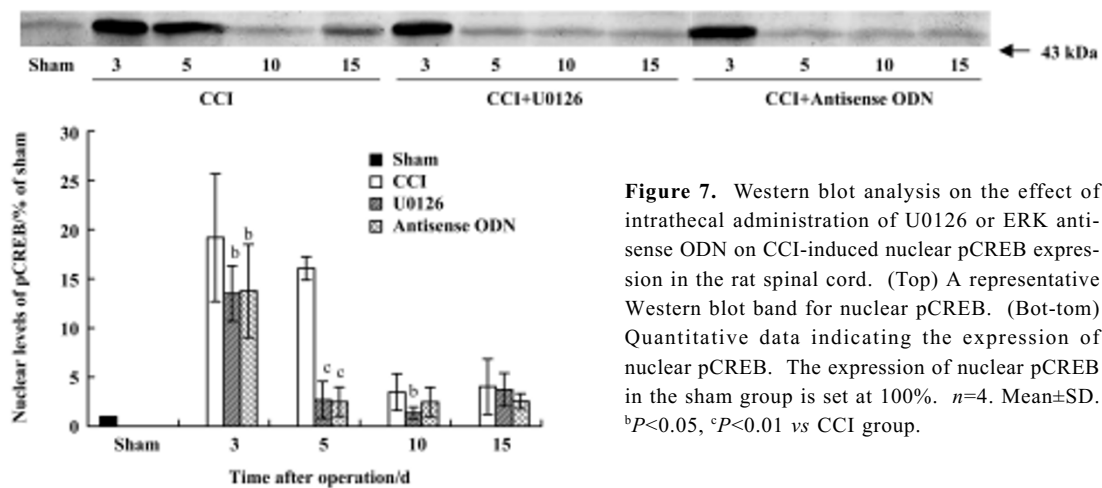 43 kDa
Sham 3 5 10 15 3 5 10 15 3 5 10 15
CCI CCI+U0126 CCI+Antisense ODN
Nuclear levels of pCREB/% of sham
30
25
20
15
10
5
0
Sham
CCI
U0126
Antisense ODN
b b
c c
b
Sham 3 5 10 15
Time after operation/d
Figure 7. Western blot analysis on the effect of
intrathecal administration of U0126 or ERK anti-
sense ODN on CCI-induced nuclear pCREB expres-
sion in the rat spinal cord. (Top) A representative
Western blot band for nuclear pCREB. (Bot-tom)
Quantitative data indicating the expression of
nuclear pCREB. The expression of nuclear pCREB
in the sham group is set at 100%. n=4. Mean±SD.
ᵇP<0.05, ᶜP<0.01 vs CCI group.